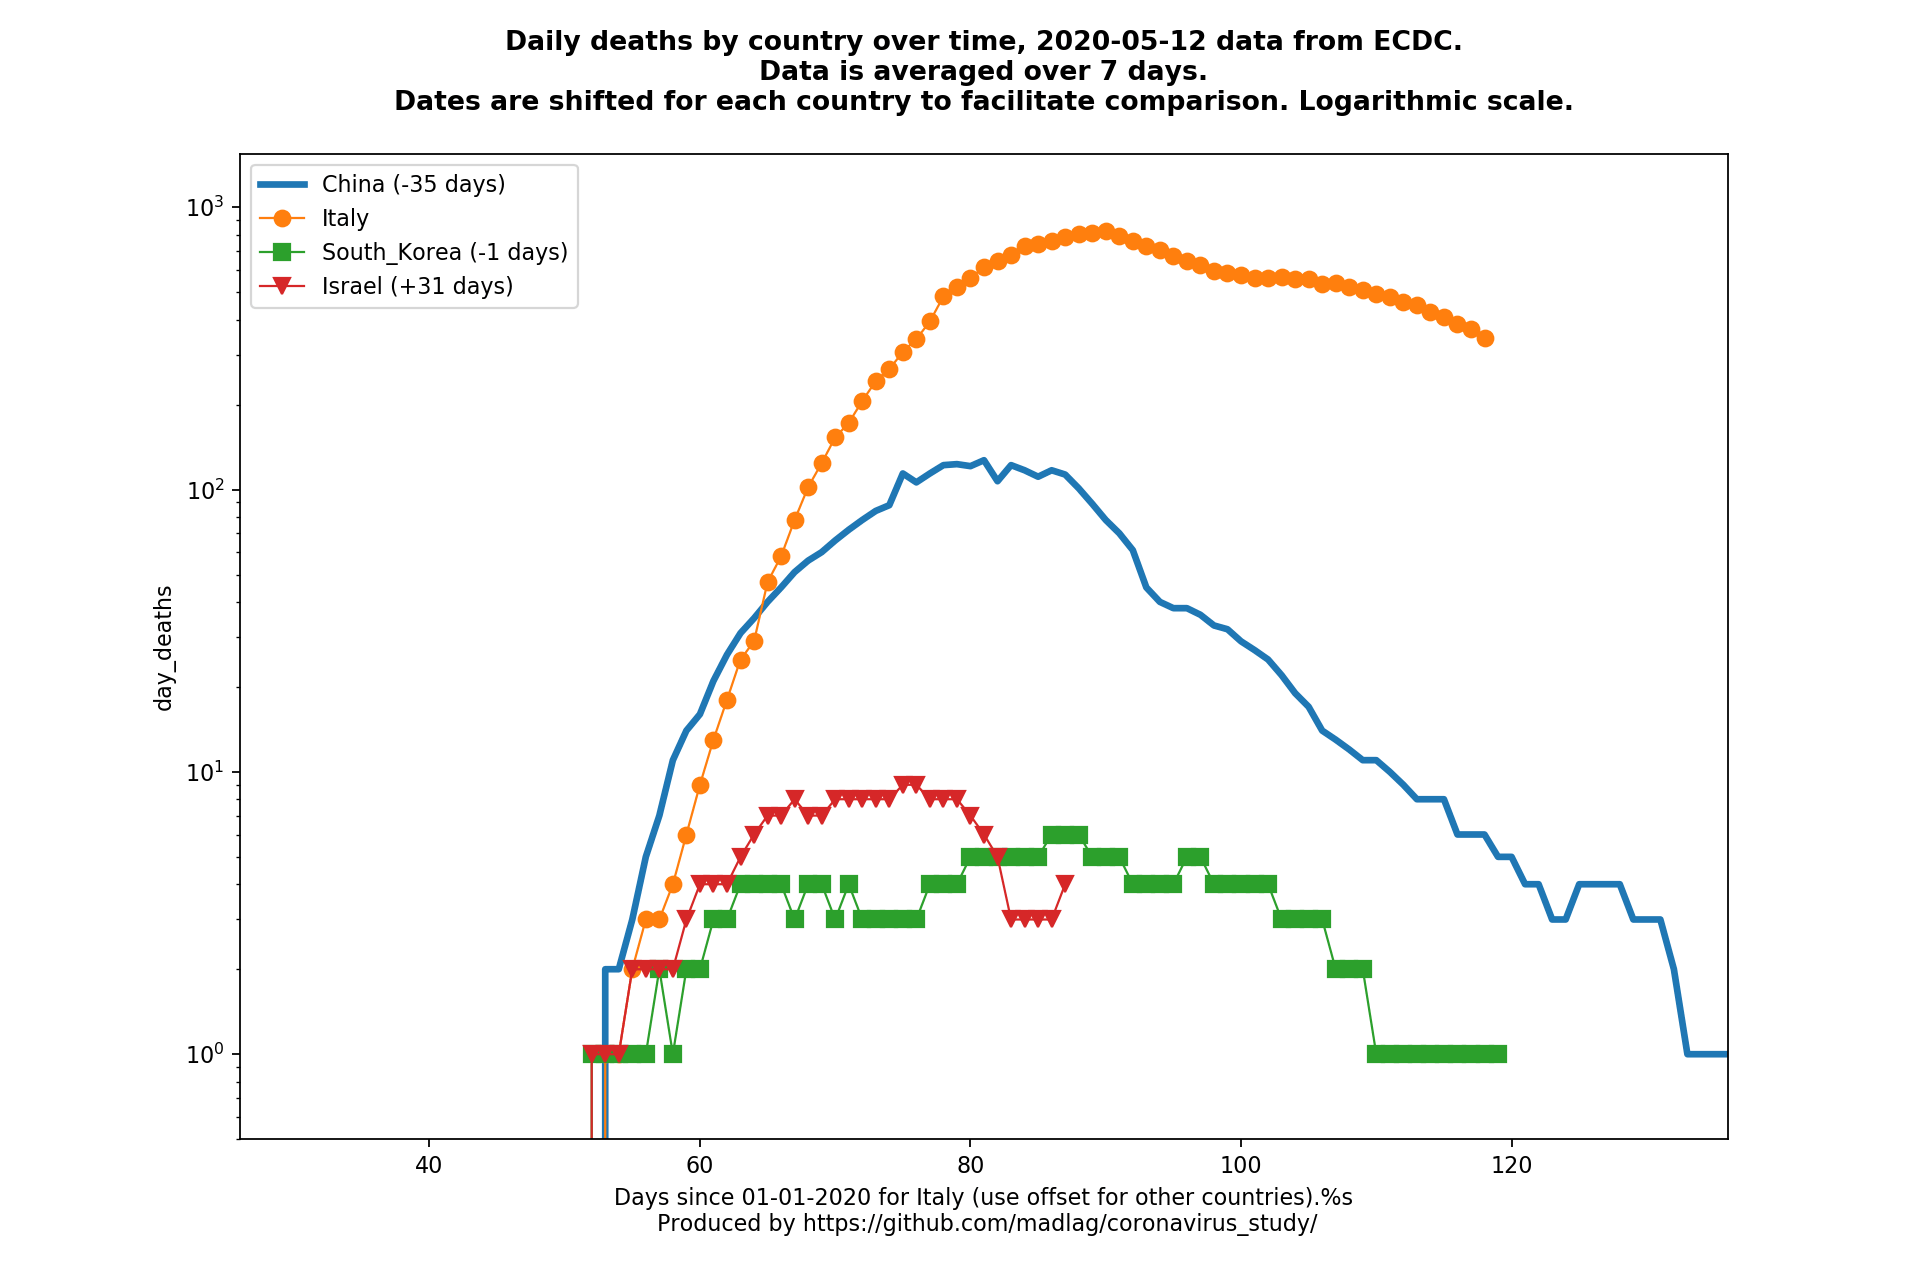 Daily deaths by country over time, 2020-05-12 data from ECDC.
Data is averaged over 7 days.
Dates are shifted for each country to facilitate comparison. Logarithmic scale.
China (-35 days)
Italy
South_Korea (-1 days)
Israel (+31 days)
10³
10²
10¹
10⁰
day_deaths
40 60 80 100 120
Days since 01-01-2020 for Italy (use offset for other countries).%s
Produced by https://github.com/madlag/coronavirus_study/